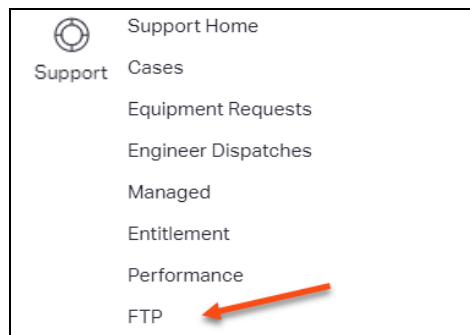 Support Home
Support
Cases
Equipment Requests
Engineer Dispatches
Managed
Entitlement
Performance
FTP